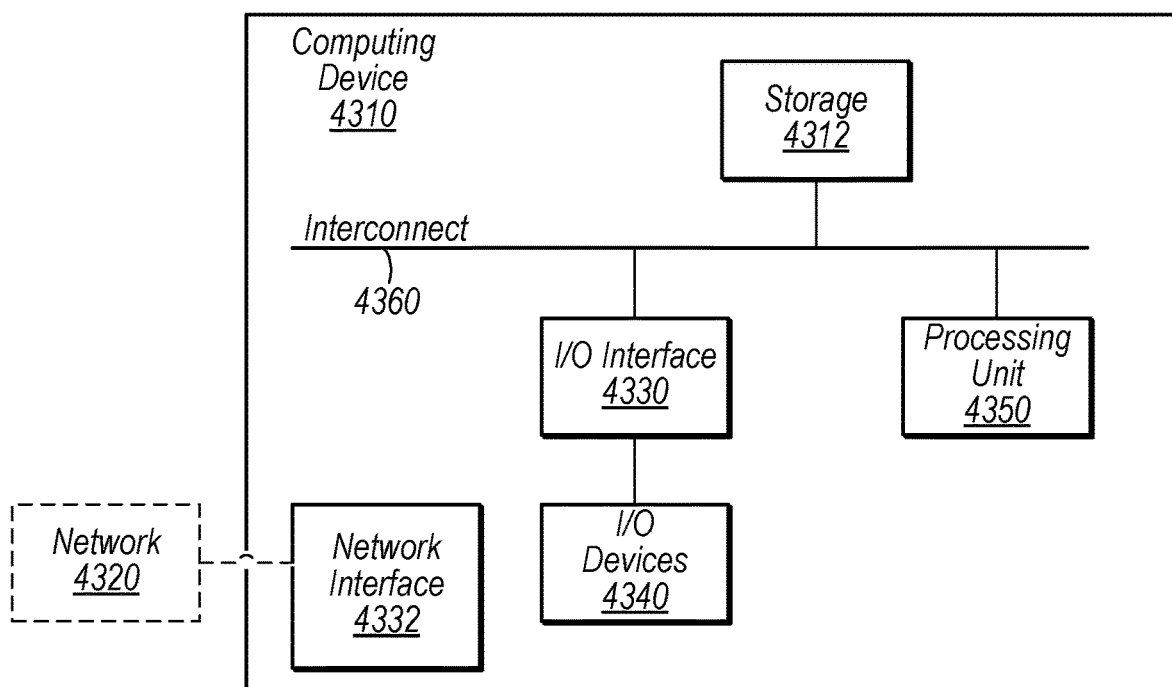 Computing
Device
4310
Storage
4312
Interconnect
4360
I/O Interface
4330
Processing
Unit
4350
Network
4320
Network
Interface
4332
I/O
Devices
4340